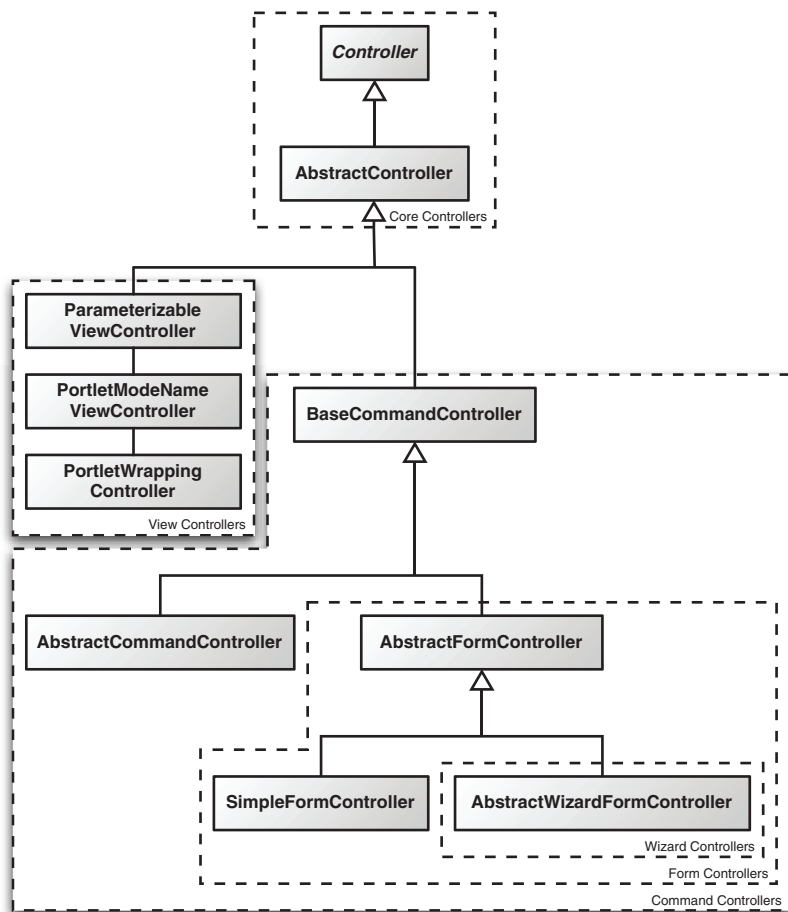 Controller
AbstractController
Core Controllers
Parameterizable
ViewController
PortletModeName
ViewController
PortletWrapping
Controller
View Controllers
BaseCommandController
AbstractCommandController
AbstractFormController
SimpleFormController
AbstractWizardFormController
Wizard Controllers
Form Controllers
Command Controllers